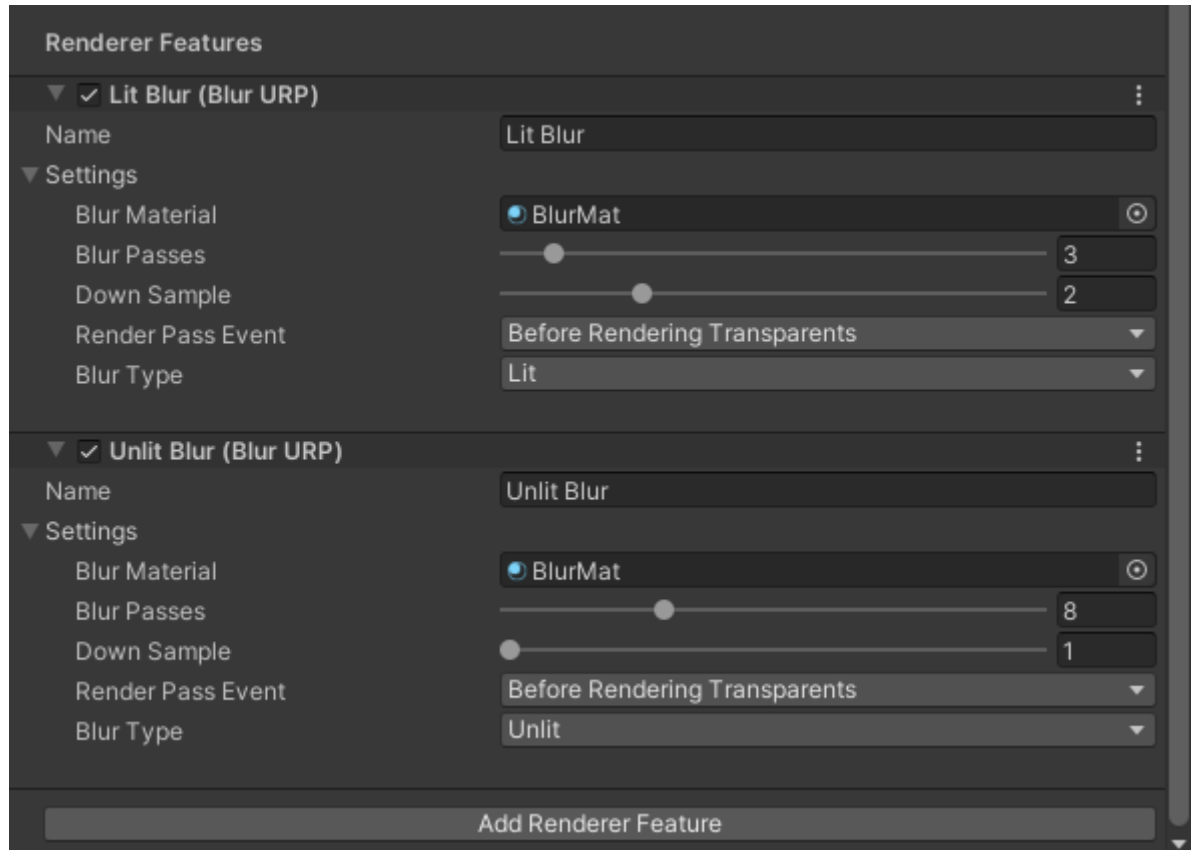 Renderer Features
Lit Blur (Blur URP)
Name Lit Blur
Settings
Blur Material BlurMat
Blur Passes 3
Down Sample 2
Render Pass Event Before Rendering Transparents
Blur Type Lit
Unlit Blur (Blur URP)
Name Unlit Blur
Settings
Blur Material BlurMat
Blur Passes 8
Down Sample 1
Render Pass Event Before Rendering Transparents
Blur Type Unlit
Add Renderer Feature